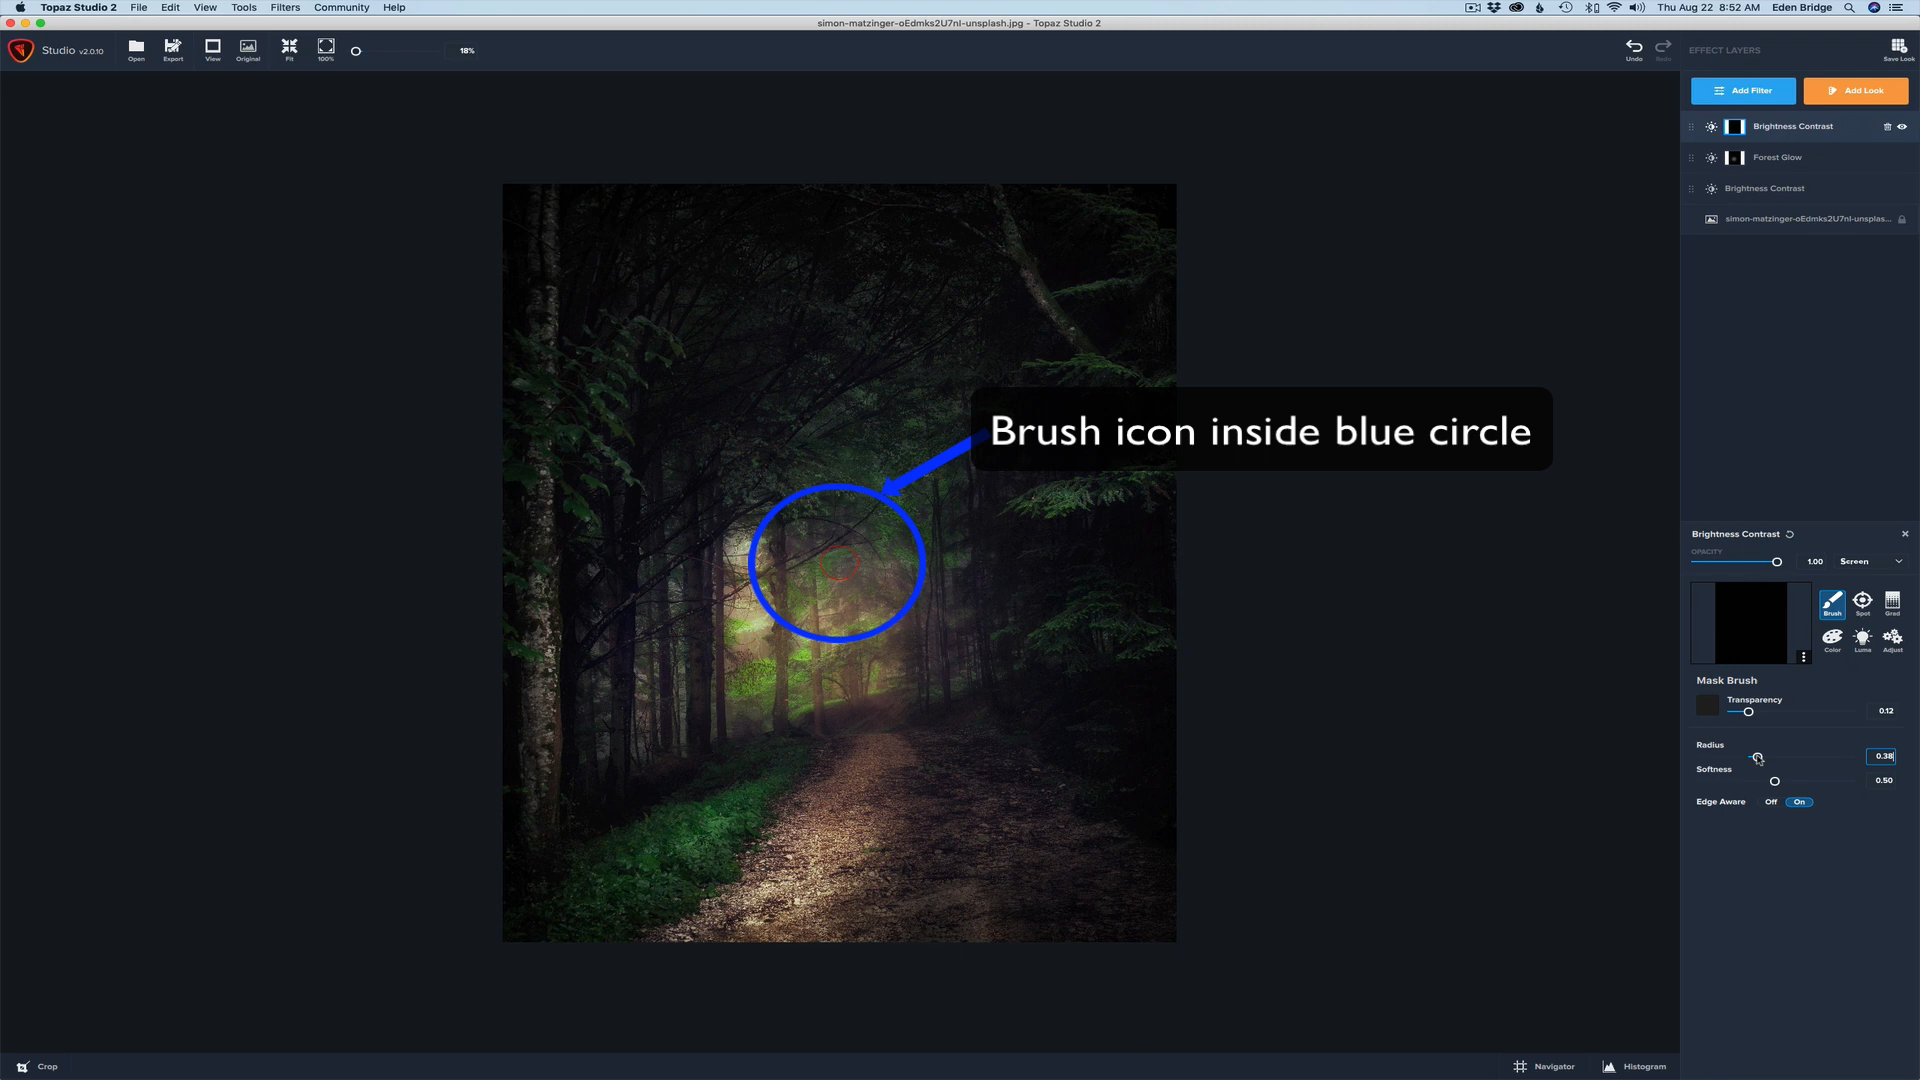 Topaz Studio 2 File Edit View Tools Filters Community Help
Thu Aug 22 8:52 AM Eden Bridge
simon-matzinger-oEdmks2U7nI-unsplash.jpg - Topaz Studio 2
Studio v2.0.10
Open Export View Original Fit 100% 18%
Undo Redo
EFFECT LAYERS
Save Look
Add Filter Add Look
Brightness Contrast
Forest Glow
Brightness Contrast
simon-matzinger-oEdmks2U7nI-unsplas...
Brush icon inside blue circle
Brightness Contrast
OPACITY
1.00 Screen
Brush Spot Grad
Color Luma Adjust
Mask Brush
Transparency
0.12
Radius
0.38
Softness
0.50
Edge Aware Off On
Crop Navigator Histogram